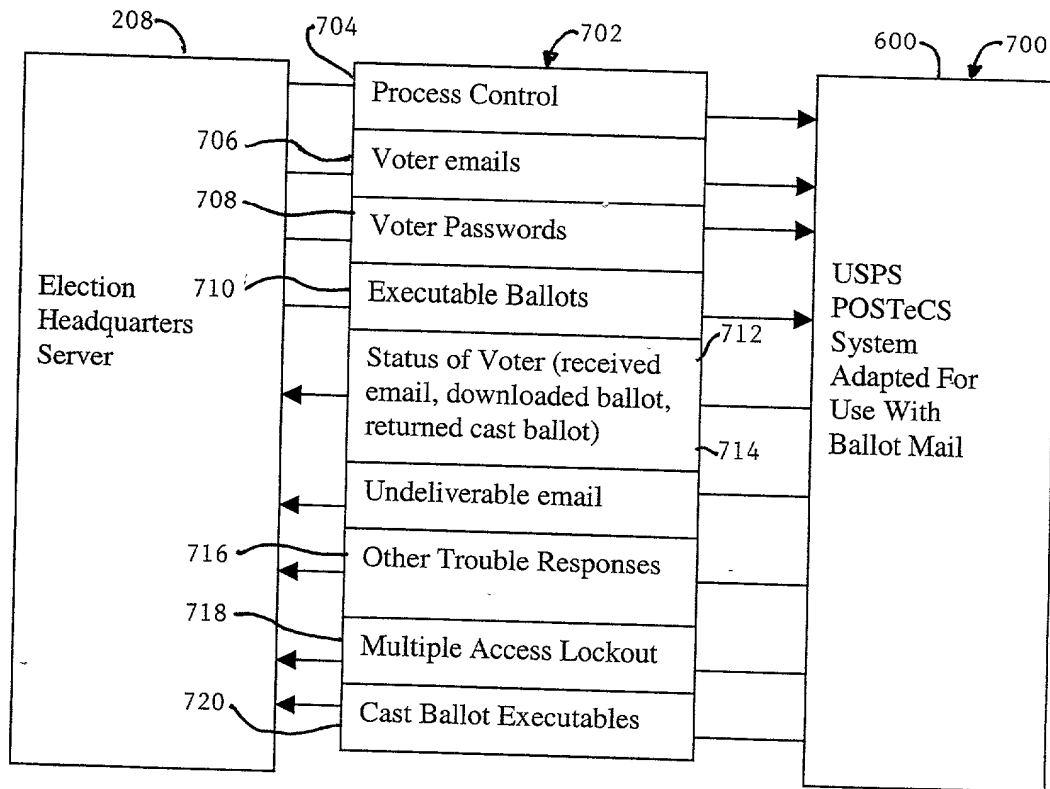 208
704
702
600
700
Process Control
706
Voter emails
708
Voter Passwords
710
Executable Ballots
Election
Headquarters
Server
USPS
POSTeCS
System
Adapted For
Use With
Ballot Mail
712
Status of Voter (received
email, downloaded ballot,
returned cast ballot)
714
Undeliverable email
716
Other Trouble Responses
718
Multiple Access Lockout
720
Cast Ballot Executables